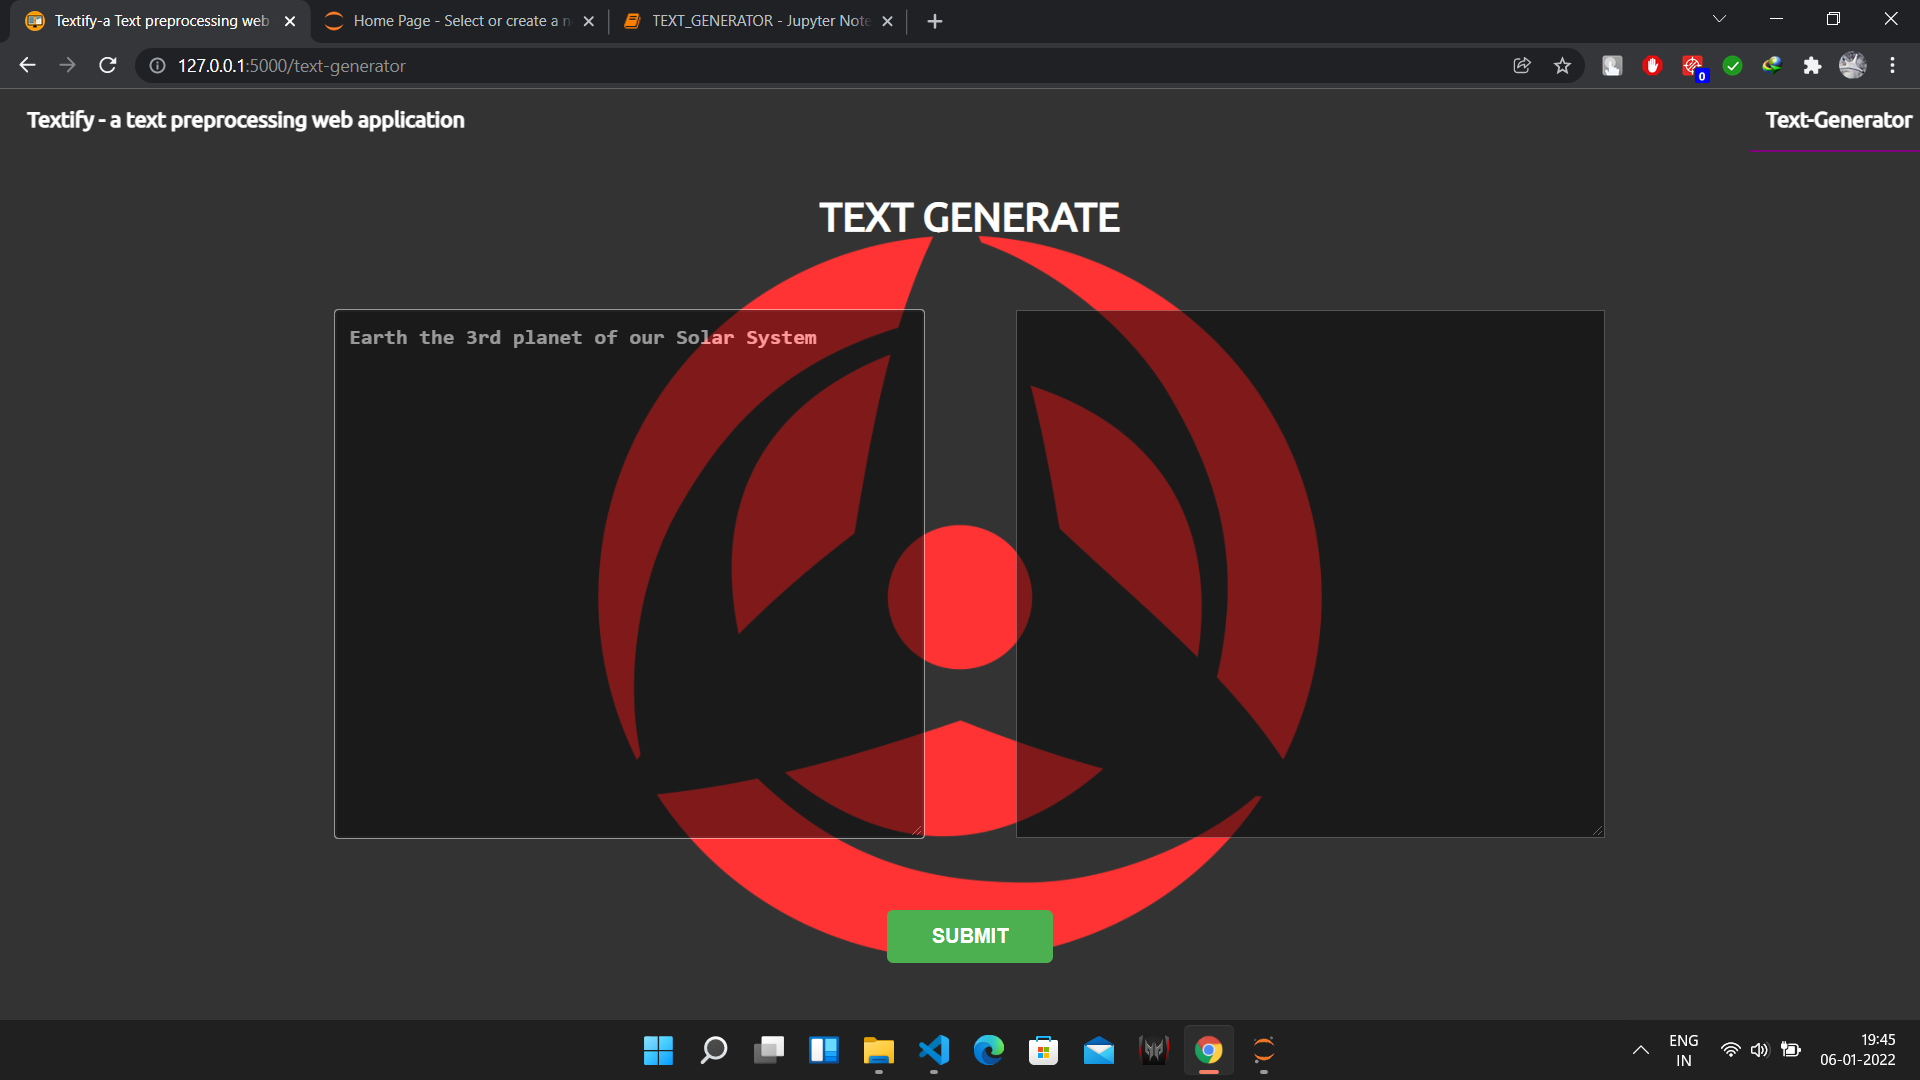 Textify-a Text preprocessing web
Home Page - Select or create a n
TEXT_GENERATOR - Jupyter Note
127.0.0.1:5000/text-generator
0
Textify - a text preprocessing web application
Text-Generator
TEXT GENERATE
Earth the 3rd planet of our Solar System
SUBMIT
ENG
IN
19:45
06-01-2022